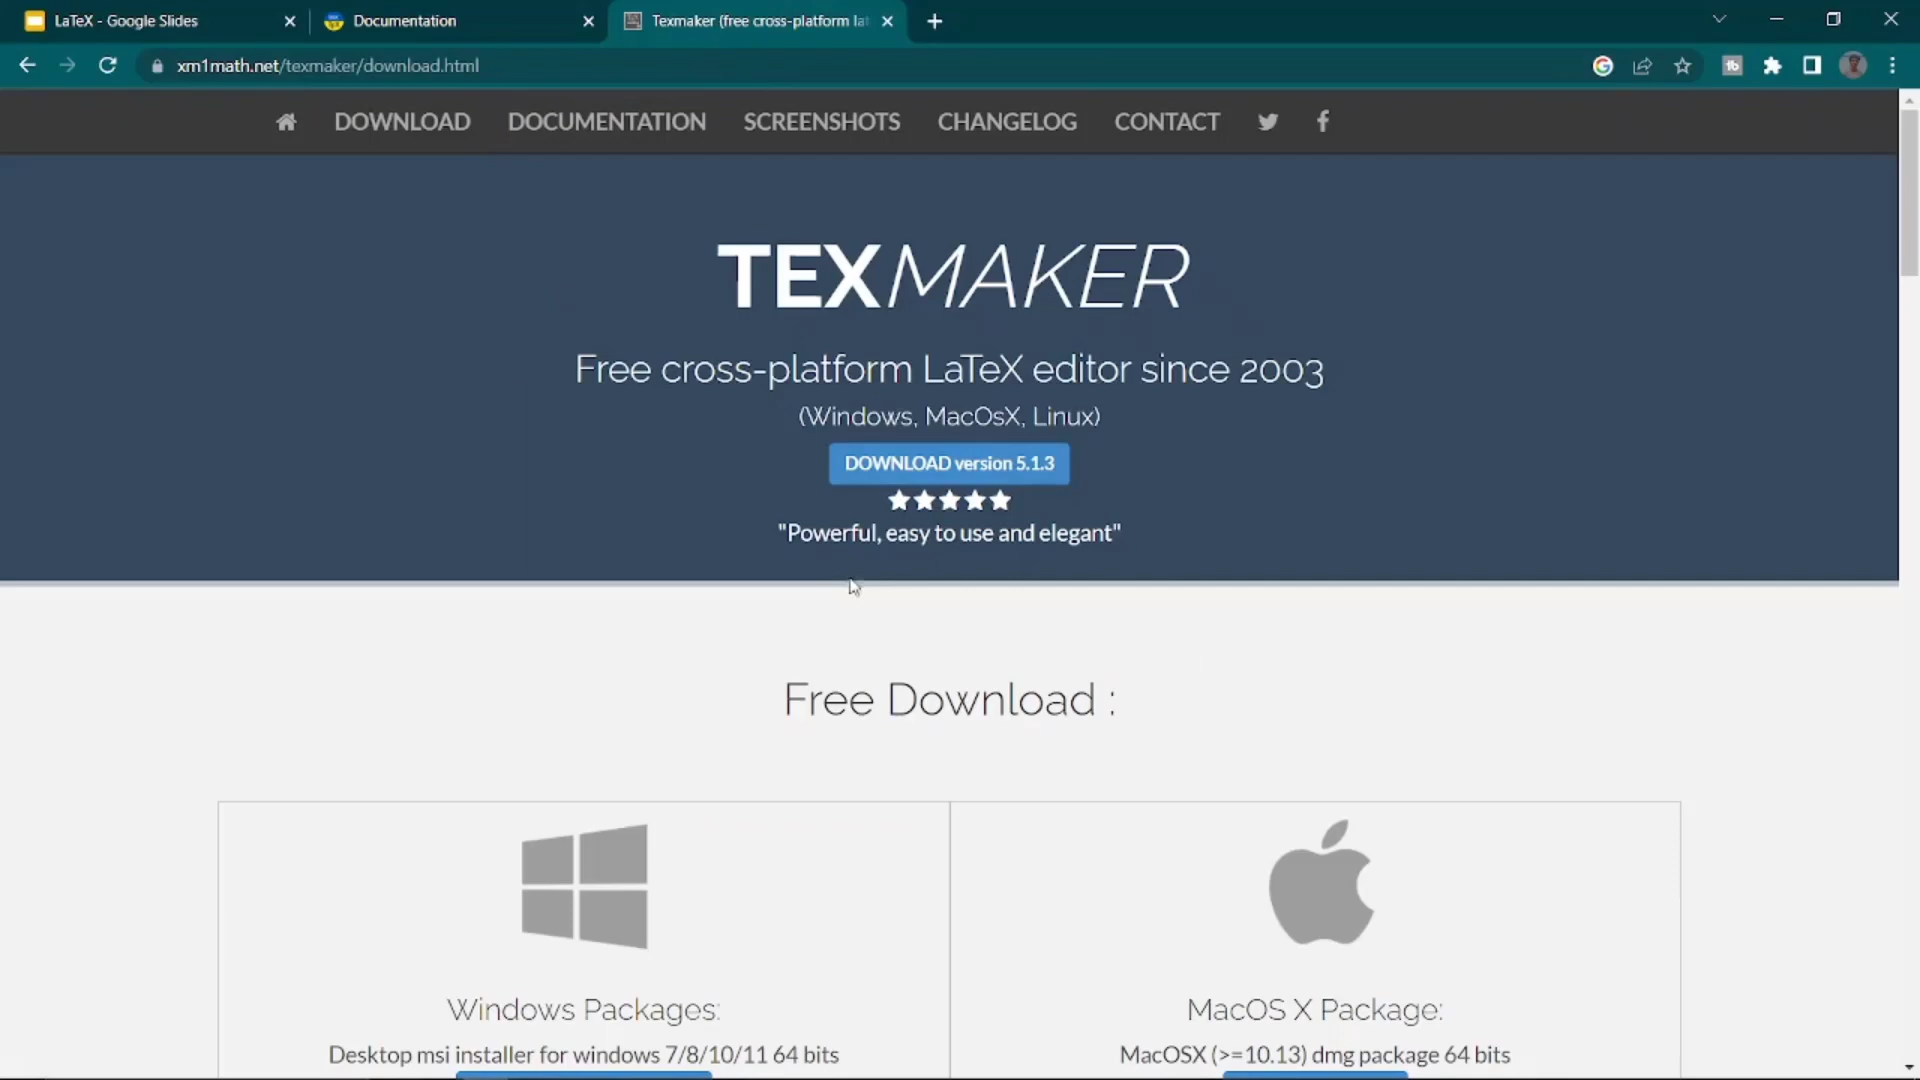 LaTeX - Google Slides
Documentation
Texmaker (free cross-platform lat
xm1math.net/texmaker/download.html
DOWNLOAD DOCUMENTATION SCREENSHOTS CHANGELOG CONTACT
TEXMAKER
Free cross-platform LaTeX editor since 2003
(Windows, MacOsX, Linux)
DOWNLOAD version 5.1.3
"Powerful, easy to use and elegant"
Free Download :
Windows Packages:
Desktop msi installer for windows 7/8/10/11 64 bits
MacOS X Package:
MacOSX (>=10.13) dmg package 64 bits